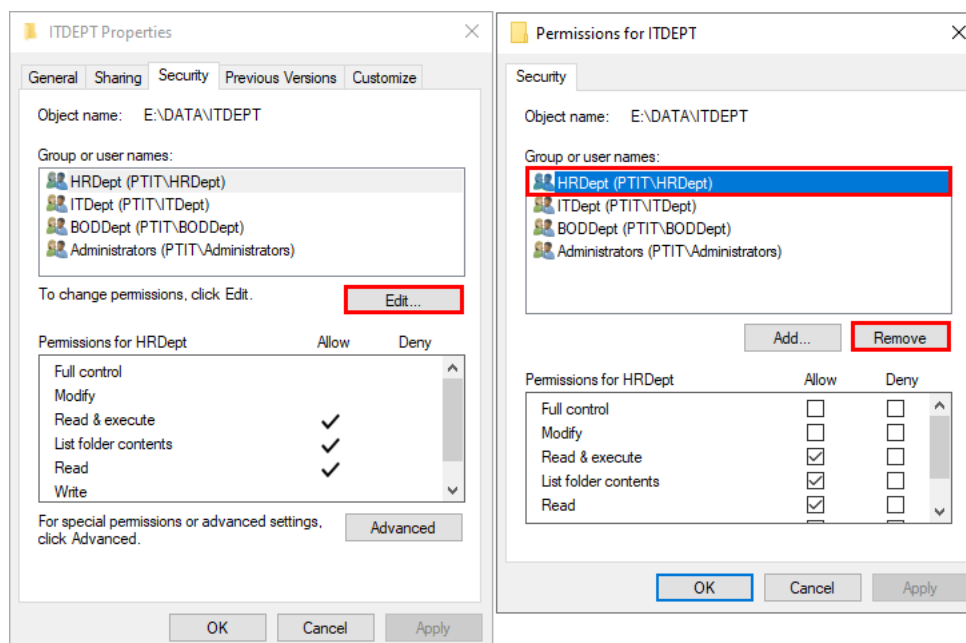 ITDEPT Properties
General Sharing Security Previous Versions Customize
Object name: E:\DATA\ITDEPT
Group or user names:
HRDept (PTIT\HRDept)
ITDept (PTIT\ITDept)
BODDept (PTIT\BODDept)
Administrators (PTIT\Administrators)
To change permissions, click Edit. Edit...
Permissions for HRDept Allow Deny
Full control
Modify
Read & execute
List folder contents
Read
Write
For special permissions or advanced settings,
click Advanced.
Advanced
OK Cancel Apply
Permissions for ITDEPT
Security
Object name: E:\DATA\ITDEPT
Group or user names:
HRDept (PTIT\HRDept)
ITDept (PTIT\ITDept)
BODDept (PTIT\BODDept)
Administrators (PTIT\Administrators)
Add... Remove
Permissions for HRDept Allow Deny
Full control
Modify
Read & execute
List folder contents
Read
OK Cancel Apply